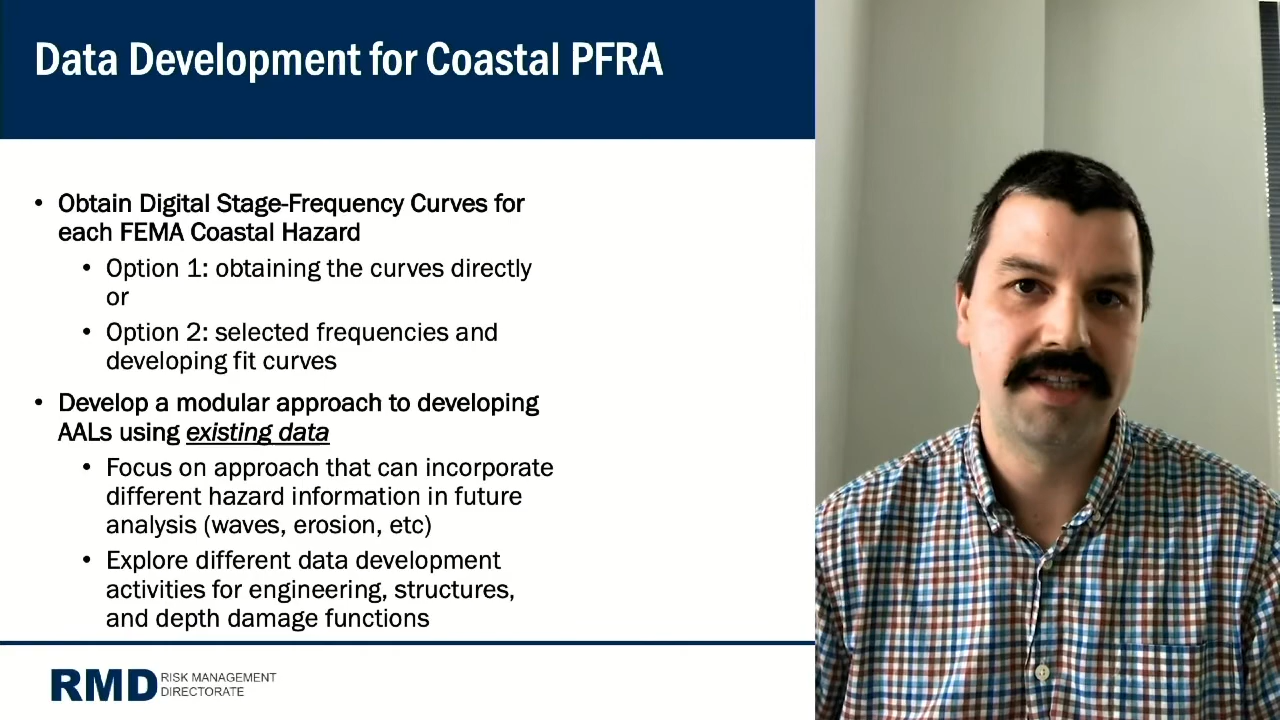 Data Development for Coastal PFRA
• Obtain Digital Stage-Frequency Curves for
each FEMA Coastal Hazard
• Option 1: obtaining the curves directly
or
• Option 2: selected frequencies and
developing fit curves
• Develop a modular approach to developing
AALs using existing data
• Focus on approach that can incorporate
different hazard information in future
analysis (waves, erosion, etc)
• Explore different data development
activities for engineering, structures,
and depth damage functions
RMD RISK MANAGEMENT
DIRECTORATE